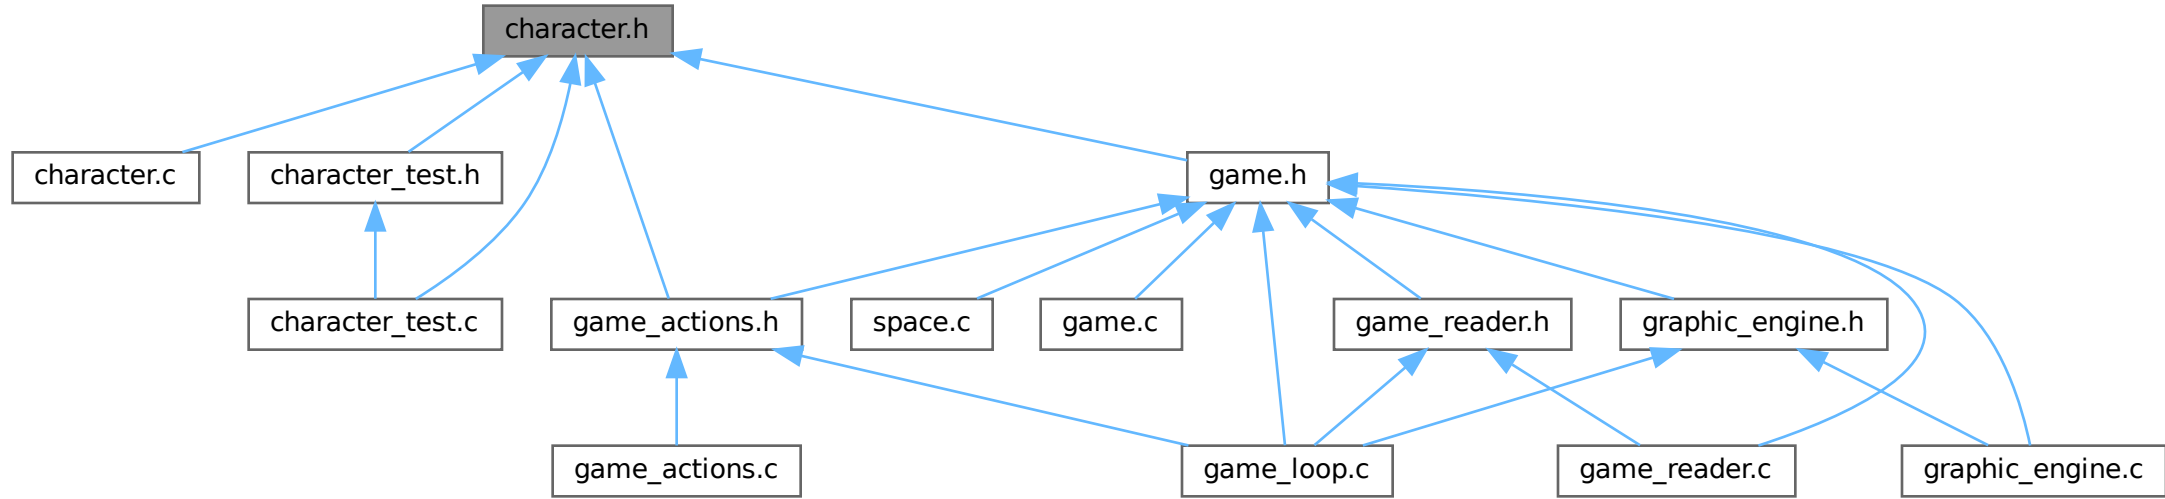 character.h
character.c
character_test.h
game.h
character_test.c
game_actions.h
space.c
game.c
game_reader.h
graphic_engine.h
game_actions.c
game_loop.c
game_reader.c
graphic_engine.c